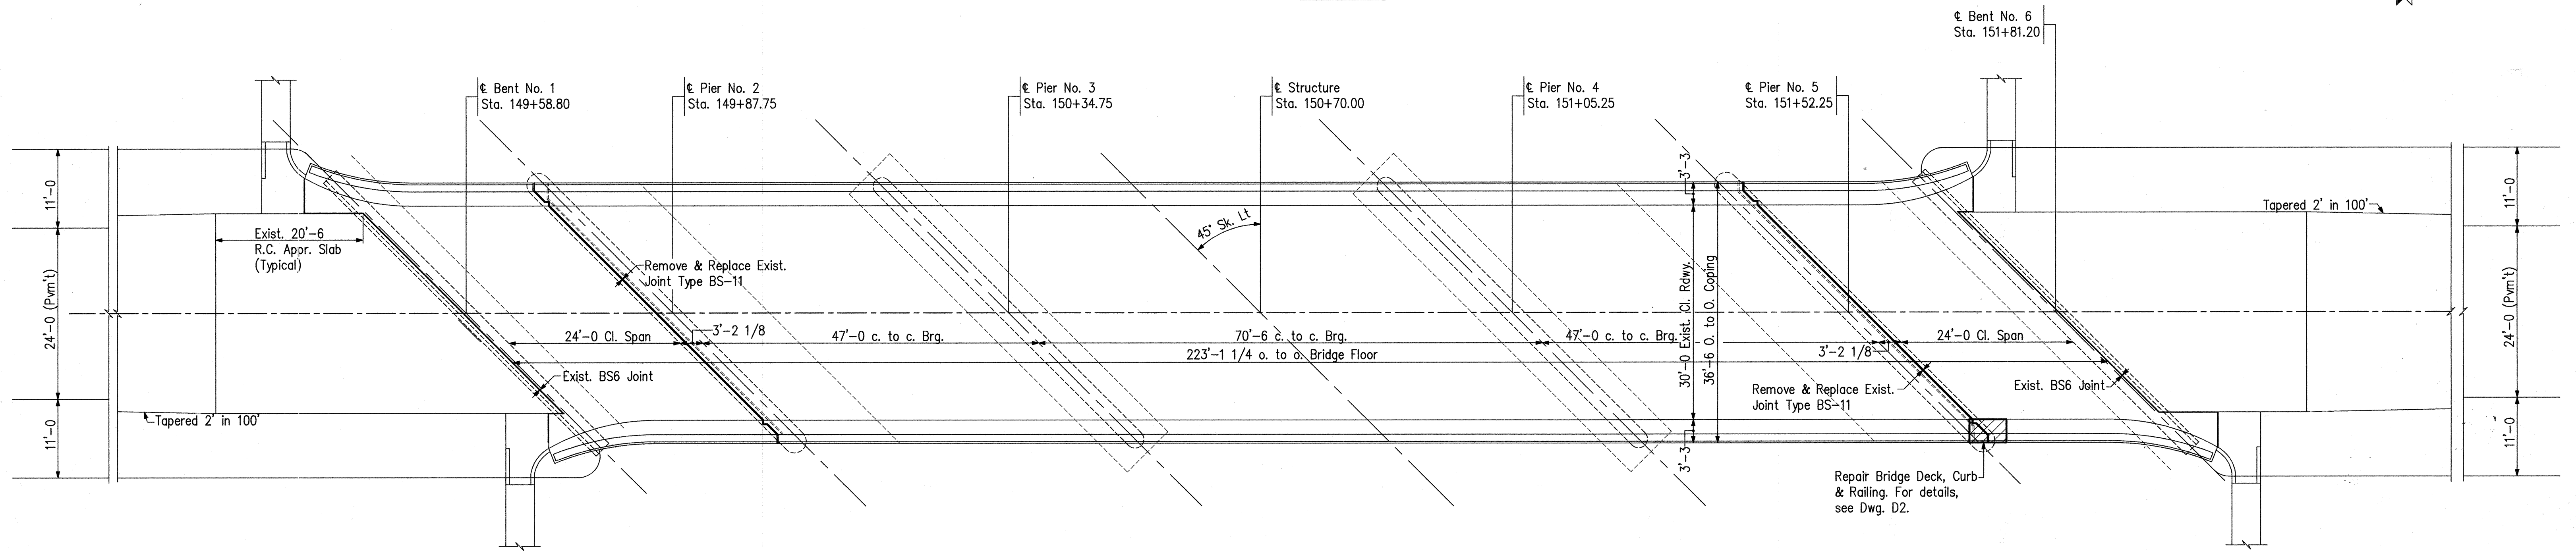 ℄ Bent No. 6
Sta. 151+81.20
℄ Bent No. 1
Sta. 149+58.80
℄ Pier No. 2
Sta. 149+87.75
℄ Pier No. 3
Sta. 150+34.75
℄ Structure
Sta. 150+70.00
℄ Pier No. 4
Sta. 151+05.25
℄ Pier No. 5
Sta. 151+52.25
11'-0
24'-0 (Pvm't)
11'-0
Exist. 20'-6
R.C. Appr. Slab
(Typical)
Tapered 2' in 100'
Remove & Replace Exist.
Joint Type BS-11
45° Sk. Lt
3'-3
30'-0 Exist. Cl. Rdwy.
36'-6 O. to O. Coping
3'-3
Tapered 2' in 100'
24'-0 Cl. Span
3'-2 1/8
47'-0 c. to c. Brg.
70'-6 c. to c. Brg.
47'-0 c. to c. Brg.
3'-2 1/8
24'-0 Cl. Span
223'-1 1/4 o. to o. Bridge Floor
Exist. BS6 Joint
Remove & Replace Exist.
Joint Type BS-11
Exist. BS6 Joint
Repair Bridge Deck, Curb
& Railing. For details,
see Dwg. D2.
11'-0
24'-0 (Pvm't)
11'-0